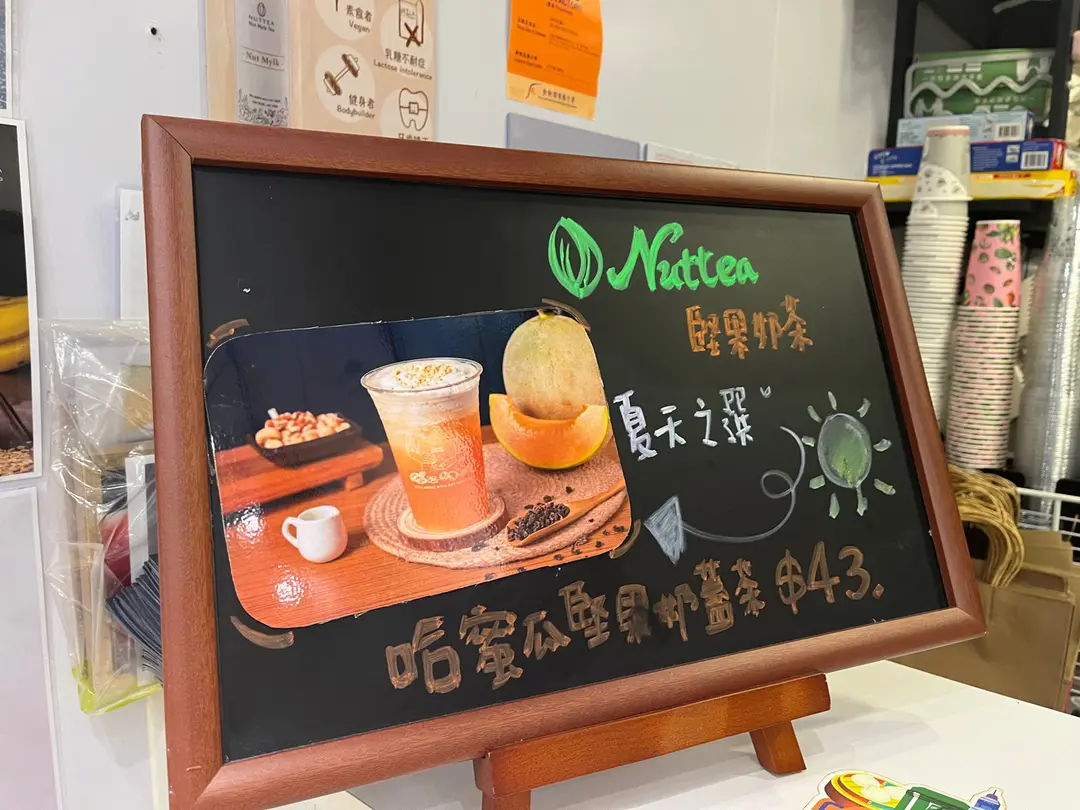 NUTTEA
Nut Mylk
素食者
Vegan
乳糖不耐症
Lactose intolerance
健身者
Bodybuilder
Nuttea
堅果奶茶
夏天之選
哈蜜瓜堅果奶蓋茶 $43.